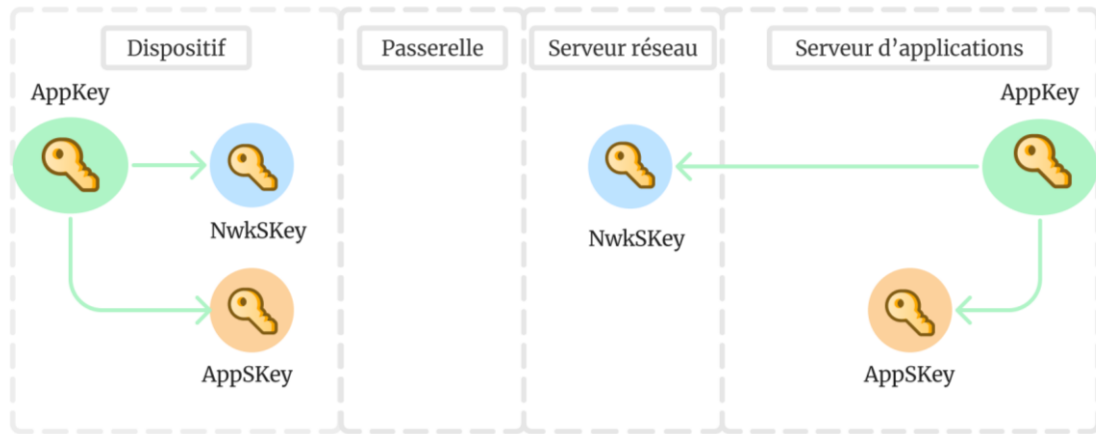 Dispositif
Passerelle
Serveur réseau
Serveur d’applications
AppKey
AppKey
NwkSKey
NwkSKey
AppSKey
AppSKey